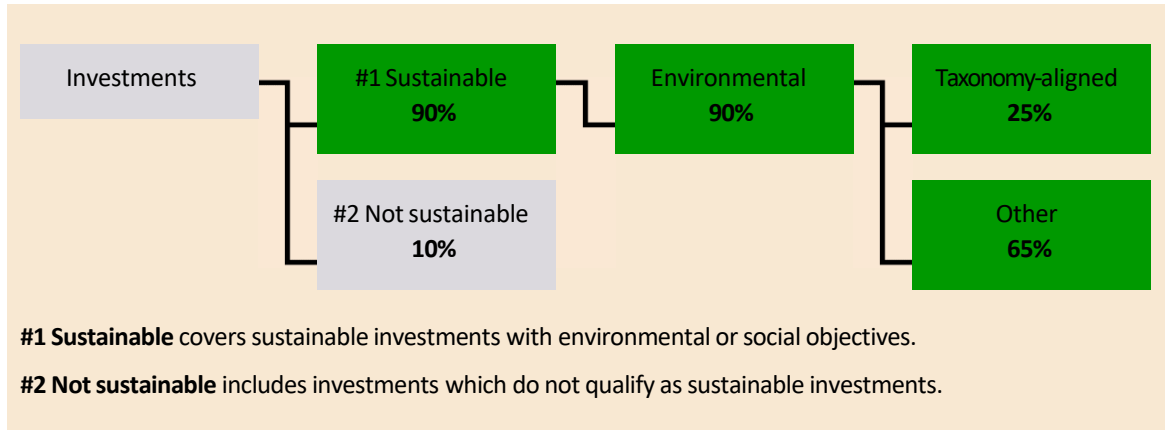 Investments
#1 Sustainable
90%
Environmental
90%
Taxonomy-aligned
25%
#2 Not sustainable
10%
Other
65%
#1 Sustainable covers sustainable investments with environmental or social objectives.
#2 Not sustainable includes investments which do not qualify as sustainable investments.